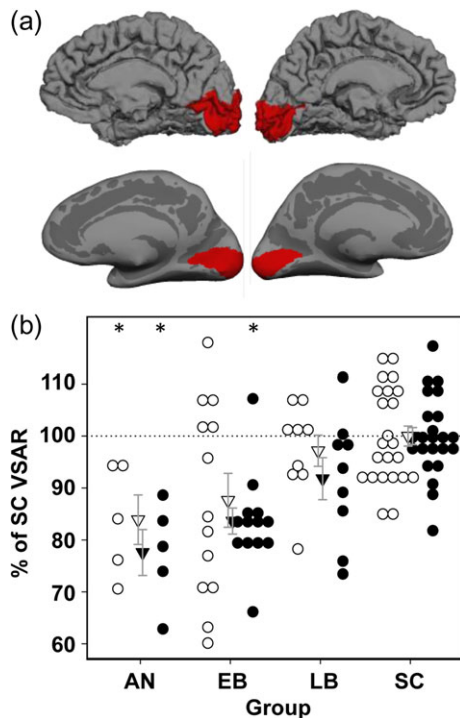 (a)
(b)
* * *
110
100
90
80
70
60
% of SC VSAR
AN EB LB SC
Group